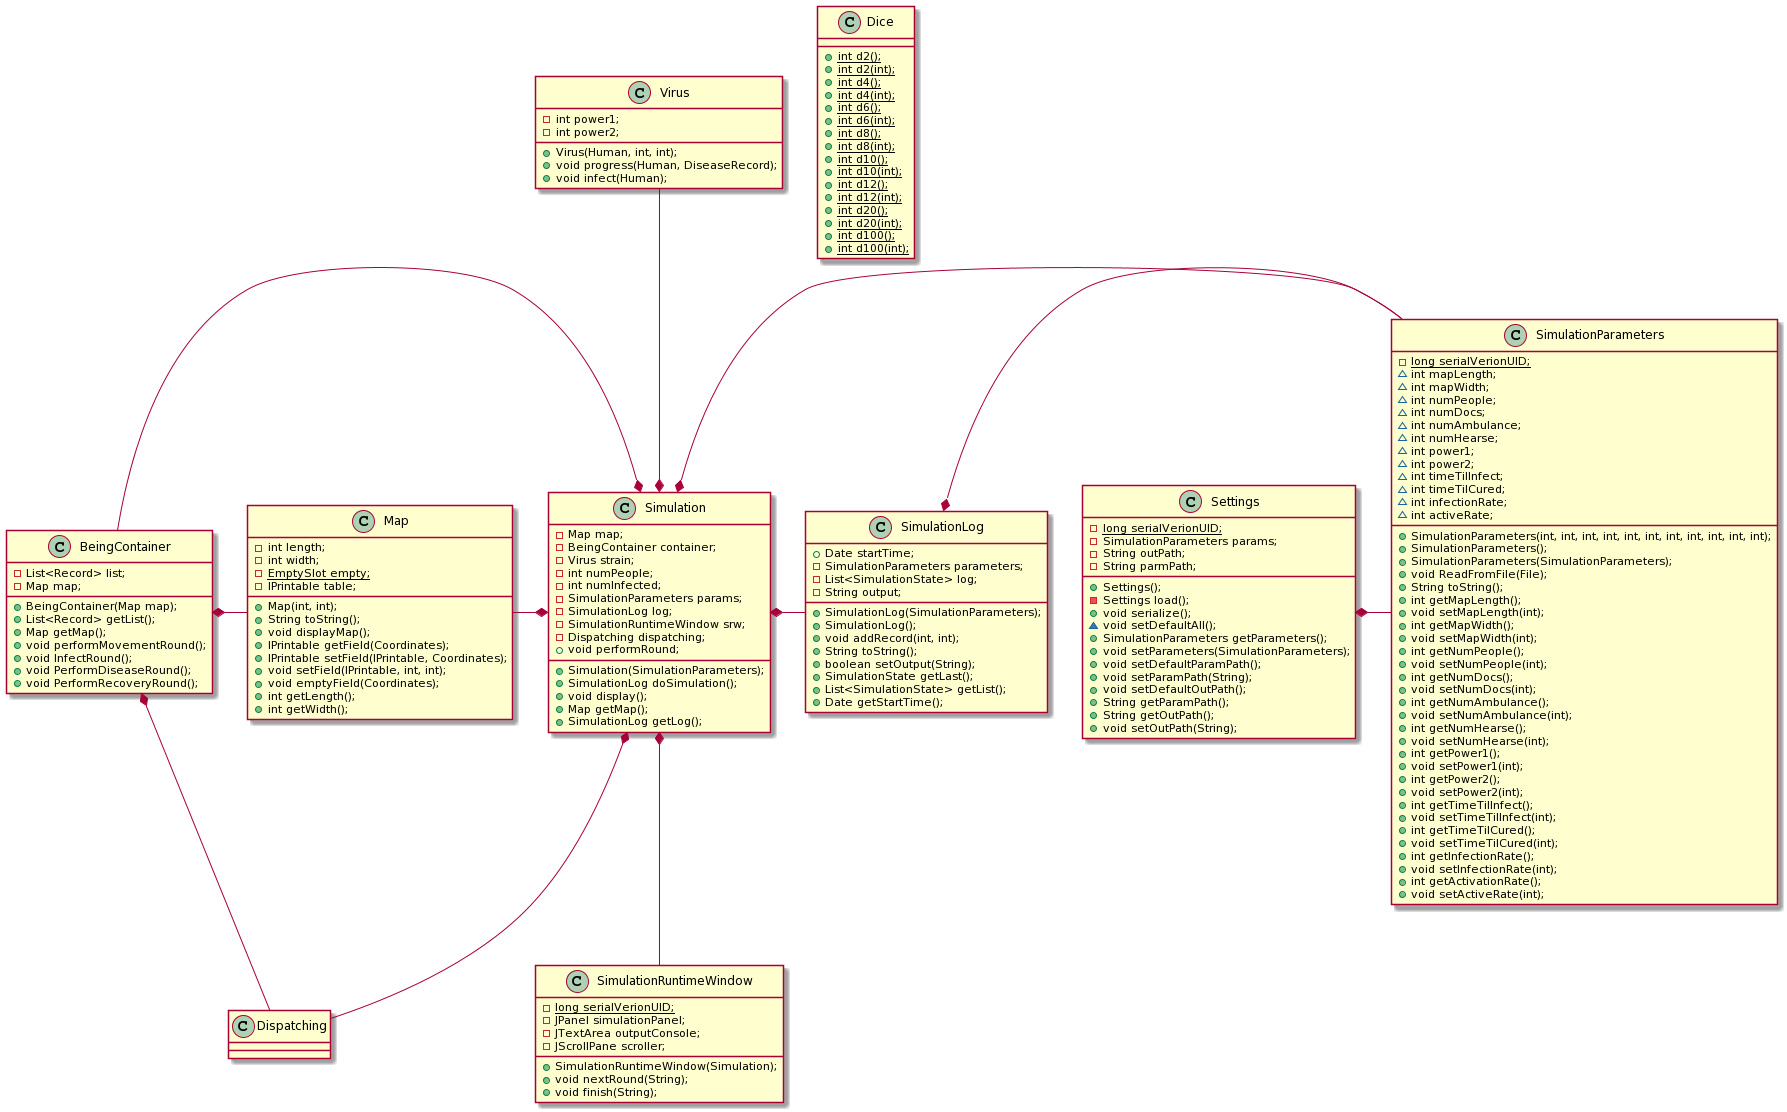 C Dice
int d2();
int d2(int);
int d4();
int d4(int);
int d6();
int d6(int);
int d8();
int d8(int);
int d10();
int d10(int);
int d12();
int d12(int);
int d20();
int d20(int);
int d100();
int d100(int);
C Virus
int power1;
int power2;
Virus(Human, int, int);
void progress(Human, DiseaseRecord);
void infect(Human);
C BeingContainer
List<Record> list;
Map map;
BeingContainer(Map map);
List<Record> getList();
Map getMap();
void performMovementRound();
void InfectRound();
void PerformDiseaseRound();
void PerformRecoveryRound();
C Map
int length;
int width;
EmptySlot empty;
IPrintable table;
Map(int, int);
String toString();
void displayMap();
IPrintable getField(Coordinates);
IPrintable setField(IPrintable, Coordinates);
void setField(IPrintable, int, int);
void emptyField(Coordinates);
int getLength();
int getWidth();
C Simulation
Map map;
BeingContainer container;
Virus strain;
int numPeople;
int numInfected;
SimulationParameters params;
SimulationLog log;
SimulationRuntimeWindow srw;
Dispatching dispatching;
void performRound;
Simulation(SimulationParameters);
SimulationLog doSimulation();
void display();
Map getMap();
SimulationLog getLog();
C SimulationLog
Date startTime;
SimulationParameters parameters;
List<SimulationState> log;
String output;
SimulationLog(SimulationParameters);
SimulationLog();
void addRecord(int, int);
String toString();
boolean setOutput(String);
SimulationState getLast();
List<SimulationState> getList();
Date getStartTime();
C Settings
long serialVerionUID;
SimulationParameters params;
String outPath;
String parmPath;
Settings();
Settings load();
void serialize();
void setDefaultAll();
SimulationParameters getParameters();
void setParameters(SimulationParameters);
void setDefaultParamPath();
void setParamPath(String);
void setDefaultOutPath();
String getParamPath();
String getOutPath();
void setOutPath(String);
C SimulationParameters
long serialVerionUID;
int mapLength;
int mapWidth;
int numPeople;
int numDocs;
int numAmbulance;
int numHearse;
int power1;
int power2;
int timeTillInfect;
int timeTilCured;
int infectionRate;
int activeRate;
SimulationParameters(int, int, int, int, int, int, int, int, int, int, int);
SimulationParameters();
SimulationParameters(SimulationParameters);
void ReadFromFile(File);
String toString();
int getMapLength();
void setMapLength(int);
int getMapWidth();
void setMapWidth(int);
int getNumPeople();
void setNumPeople(int);
int getNumDocs();
void setNumDocs(int);
int getNumAmbulance();
void setNumAmbulance(int);
int getNumHearse();
void setNumHearse(int);
int getPower1();
void setPower1(int);
int getPower2();
void setPower2(int);
int getTimeTillInfect();
void setTimeTillInfect(int);
int getTimeTilCured();
void setTimeTilCured(int);
int getInfectionRate();
void setInfectionRate(int);
int getActivationRate();
void setActiveRate(int);
C Dispatching
C SimulationRuntimeWindow
long serialVerionUID;
JPanel simulationPanel;
JTextArea outputConsole;
JScrollPane scroller;
SimulationRuntimeWindow(Simulation);
void nextRound(String);
void finish(String);